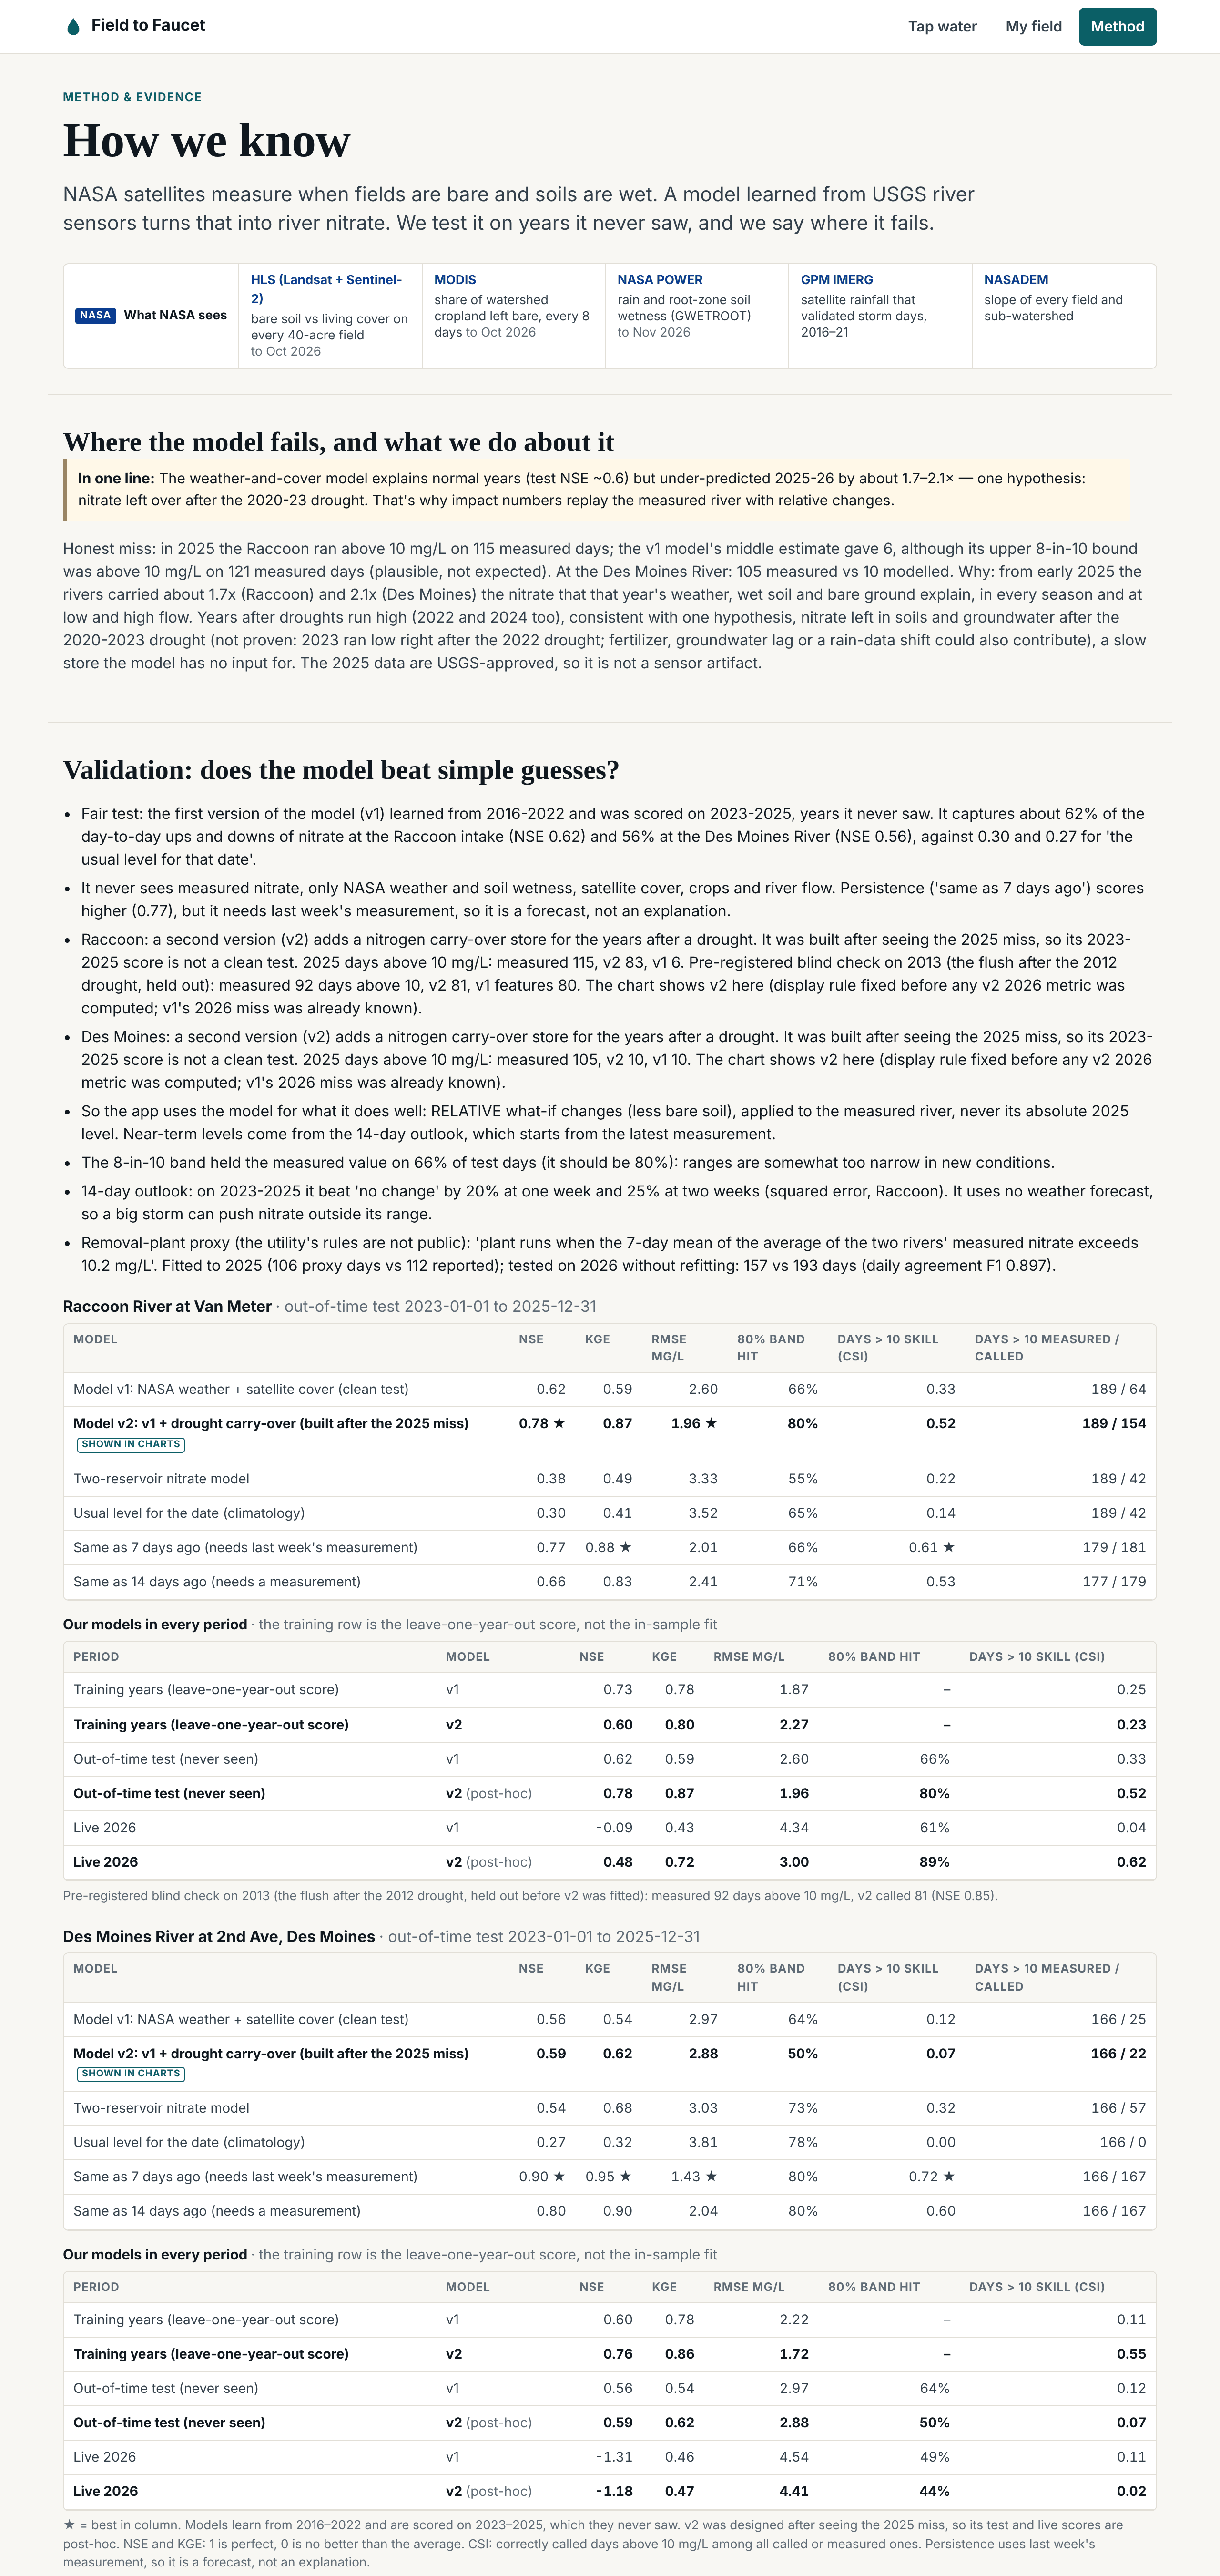 Field to Faucet
Tap water
My field
Method
METHOD & EVIDENCE
How we know
NASA satellites measure when fields are bare and soils are wet. A model learned from USGS river
sensors turns that into river nitrate. We test it on years it never saw, and we say where it fails.
NASA What NASA sees
HLS (Landsat + Sentinel-
2)
bare soil vs living cover on
every 40-acre field
to Oct 2026
MODIS
share of watershed
cropland left bare, every 8
days to Oct 2026
NASA POWER
rain and root-zone soil
wetness (GWETROOT)
to Nov 2026
GPM IMERG
satellite rainfall that
validated storm days,
2016–21
NASADEM
slope of every field and
sub-watershed
Where the model fails, and what we do about it
In one line: The weather-and-cover model explains normal years (test NSE ~0.6) but under-predicted 2025-26 by about 1.7–2.1× — one hypothesis:
nitrate left over after the 2020-23 drought. That's why impact numbers replay the measured river with relative changes.
Honest miss: in 2025 the Raccoon ran above 10 mg/L on 115 measured days; the v1 model's middle estimate gave 6, although its upper 8-in-10 bound
was above 10 mg/L on 121 measured days (plausible, not expected). At the Des Moines River: 105 measured vs 10 modelled. Why: from early 2025 the
rivers carried about 1.7x (Raccoon) and 2.1x (Des Moines) the nitrate that that year's weather, wet soil and bare ground explain, in every season and at
low and high flow. Years after droughts run high (2022 and 2024 too), consistent with one hypothesis, nitrate left in soils and groundwater after the
2020-2023 drought (not proven: 2023 ran low right after the 2022 drought; fertilizer, groundwater lag or a rain-data shift could also contribute), a slow
store the model has no input for. The 2025 data are USGS-approved, so it is not a sensor artifact.
Validation: does the model beat simple guesses?
• Fair test: the first version of the model (v1) learned from 2016-2022 and was scored on 2023-2025, years it never saw. It captures about 62% of the
day-to-day ups and downs of nitrate at the Raccoon intake (NSE 0.62) and 56% at the Des Moines River (NSE 0.56), against 0.30 and 0.27 for 'the
usual level for that date'.
• It never sees measured nitrate, only NASA weather and soil wetness, satellite cover, crops and river flow. Persistence ('same as 7 days ago') scores
higher (0.77), but it needs last week's measurement, so it is a forecast, not an explanation.
• Raccoon: a second version (v2) adds a nitrogen carry-over store for the years after a drought. It was built after seeing the 2025 miss, so its 2023-
2025 score is not a clean test. 2025 days above 10 mg/L: measured 115, v2 83, v1 6. Pre-registered blind check on 2013 (the flush after the 2012
drought, held out): measured 92 days above 10, v2 81, v1 features 80. The chart shows v2 here (display rule fixed before any v2 2026 metric was
computed; v1's 2026 miss was already known).
• Des Moines: a second version (v2) adds a nitrogen carry-over store for the years after a drought. It was built after seeing the 2025 miss, so its 2023-
2025 score is not a clean test. 2025 days above 10 mg/L: measured 105, v2 10, v1 10. The chart shows v2 here (display rule fixed before any v2 2026
metric was computed; v1's 2026 miss was already known).
• So the app uses the model for what it does well: RELATIVE what-if changes (less bare soil), applied to the measured river, never its absolute 2025
level. Near-term levels come from the 14-day outlook, which starts from the latest measurement.
• The 8-in-10 band held the measured value on 66% of test days (it should be 80%): ranges are somewhat too narrow in new conditions.
• 14-day outlook: on 2023-2025 it beat 'no change' by 20% at one week and 25% at two weeks (squared error, Raccoon). It uses no weather forecast,
so a big storm can push nitrate outside its range.
• Removal-plant proxy (the utility's rules are not public): 'plant runs when the 7-day mean of the average of the two rivers' measured nitrate exceeds
10.2 mg/L'. Fitted to 2025 (106 proxy days vs 112 reported); tested on 2026 without refitting: 157 vs 193 days (daily agreement F1 0.897).
Raccoon River at Van Meter · out-of-time test 2023-01-01 to 2025-12-31
MODEL NSE KGE RMSE MG/L 80% BAND HIT DAYS > 10 SKILL (CSI) DAYS > 10 MEASURED / CALLED
Model v1: NASA weather + satellite cover (clean test) 0.62 0.59 2.60 66% 0.33 189 / 64
Model v2: v1 + drought carry-over (built after the 2025 miss) 0.78 ★ 0.87 1.96 ★ 80% 0.52 189 / 154
SHOWN IN CHARTS
Two-reservoir nitrate model 0.38 0.49 3.33 55% 0.22 189 / 42
Usual level for the date (climatology) 0.30 0.41 3.52 65% 0.14 189 / 42
Same as 7 days ago (needs last week's measurement) 0.77 0.88 ★ 2.01 66% 0.61 ★ 179 / 181
Same as 14 days ago (needs a measurement) 0.66 0.83 2.41 71% 0.53 177 / 179
Our models in every period · the training row is the leave-one-year-out score, not the in-sample fit
PERIOD MODEL NSE KGE RMSE MG/L 80% BAND HIT DAYS > 10 SKILL (CSI)
Training years (leave-one-year-out score) v1 0.73 0.78 1.87 – 0.25
Training years (leave-one-year-out score) v2 0.60 0.80 2.27 – 0.23
Out-of-time test (never seen) v1 0.62 0.59 2.60 66% 0.33
Out-of-time test (never seen) v2 (post-hoc) 0.78 0.87 1.96 80% 0.52
Live 2026 v1 -0.09 0.43 4.34 61% 0.04
Live 2026 v2 (post-hoc) 0.48 0.72 3.00 89% 0.62
Pre-registered blind check on 2013 (the flush after the 2012 drought, held out before v2 was fitted): measured 92 days above 10 mg/L, v2 called 81 (NSE 0.85).
Des Moines River at 2nd Ave, Des Moines · out-of-time test 2023-01-01 to 2025-12-31
MODEL NSE KGE RMSE MG/L 80% BAND HIT DAYS > 10 SKILL (CSI) DAYS > 10 MEASURED / CALLED
Model v1: NASA weather + satellite cover (clean test) 0.56 0.54 2.97 64% 0.12 166 / 25
Model v2: v1 + drought carry-over (built after the 2025 miss) 0.59 0.62 2.88 50% 0.07 166 / 22
SHOWN IN CHARTS
Two-reservoir nitrate model 0.54 0.68 3.03 73% 0.32 166 / 57
Usual level for the date (climatology) 0.27 0.32 3.81 78% 0.00 166 / 0
Same as 7 days ago (needs last week's measurement) 0.90 ★ 0.95 ★ 1.43 ★ 80% 0.72 ★ 166 / 167
Same as 14 days ago (needs a measurement) 0.80 0.90 2.04 80% 0.60 166 / 167
Our models in every period · the training row is the leave-one-year-out score, not the in-sample fit
PERIOD MODEL NSE KGE RMSE MG/L 80% BAND HIT DAYS > 10 SKILL (CSI)
Training years (leave-one-year-out score) v1 0.60 0.78 2.22 – 0.11
Training years (leave-one-year-out score) v2 0.76 0.86 1.72 – 0.55
Out-of-time test (never seen) v1 0.56 0.54 2.97 64% 0.12
Out-of-time test (never seen) v2 (post-hoc) 0.59 0.62 2.88 50% 0.07
Live 2026 v1 -1.31 0.46 4.54 49% 0.11
Live 2026 v2 (post-hoc) -1.18 0.47 4.41 44% 0.02
★ = best in column. Models learn from 2016–2022 and are scored on 2023–2025, which they never saw. v2 was designed after seeing the 2025 miss, so its test and live scores are
post-hoc. NSE and KGE: 1 is perfect, 0 is no better than the average. CSI: correctly called days above 10 mg/L among all called or measured ones. Persistence uses last week's
measurement, so it is a forecast, not an explanation.